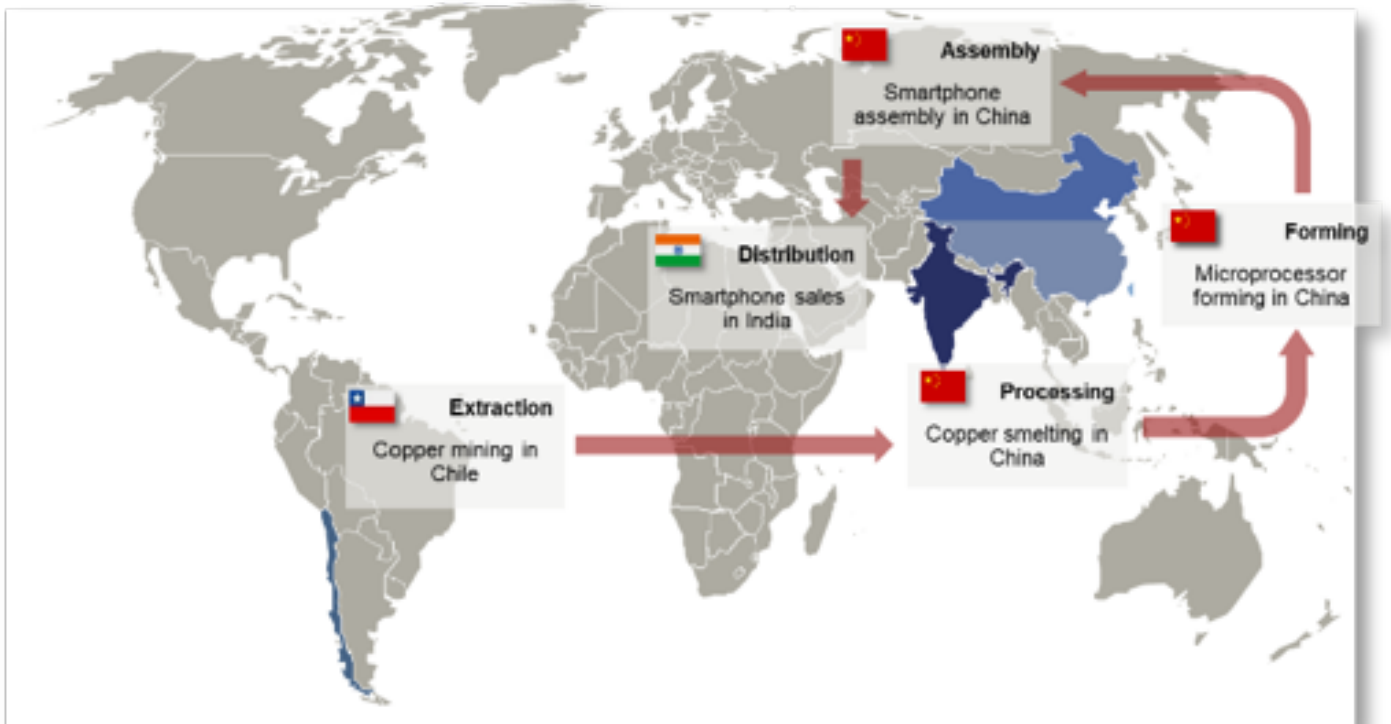 Assembly
Smartphone
assembly in China
Forming
Microprocessor
forming in China
Distribution
Smartphone sales
in India
Processing
Copper smelting in
China
Extraction
Copper mining in
Chile